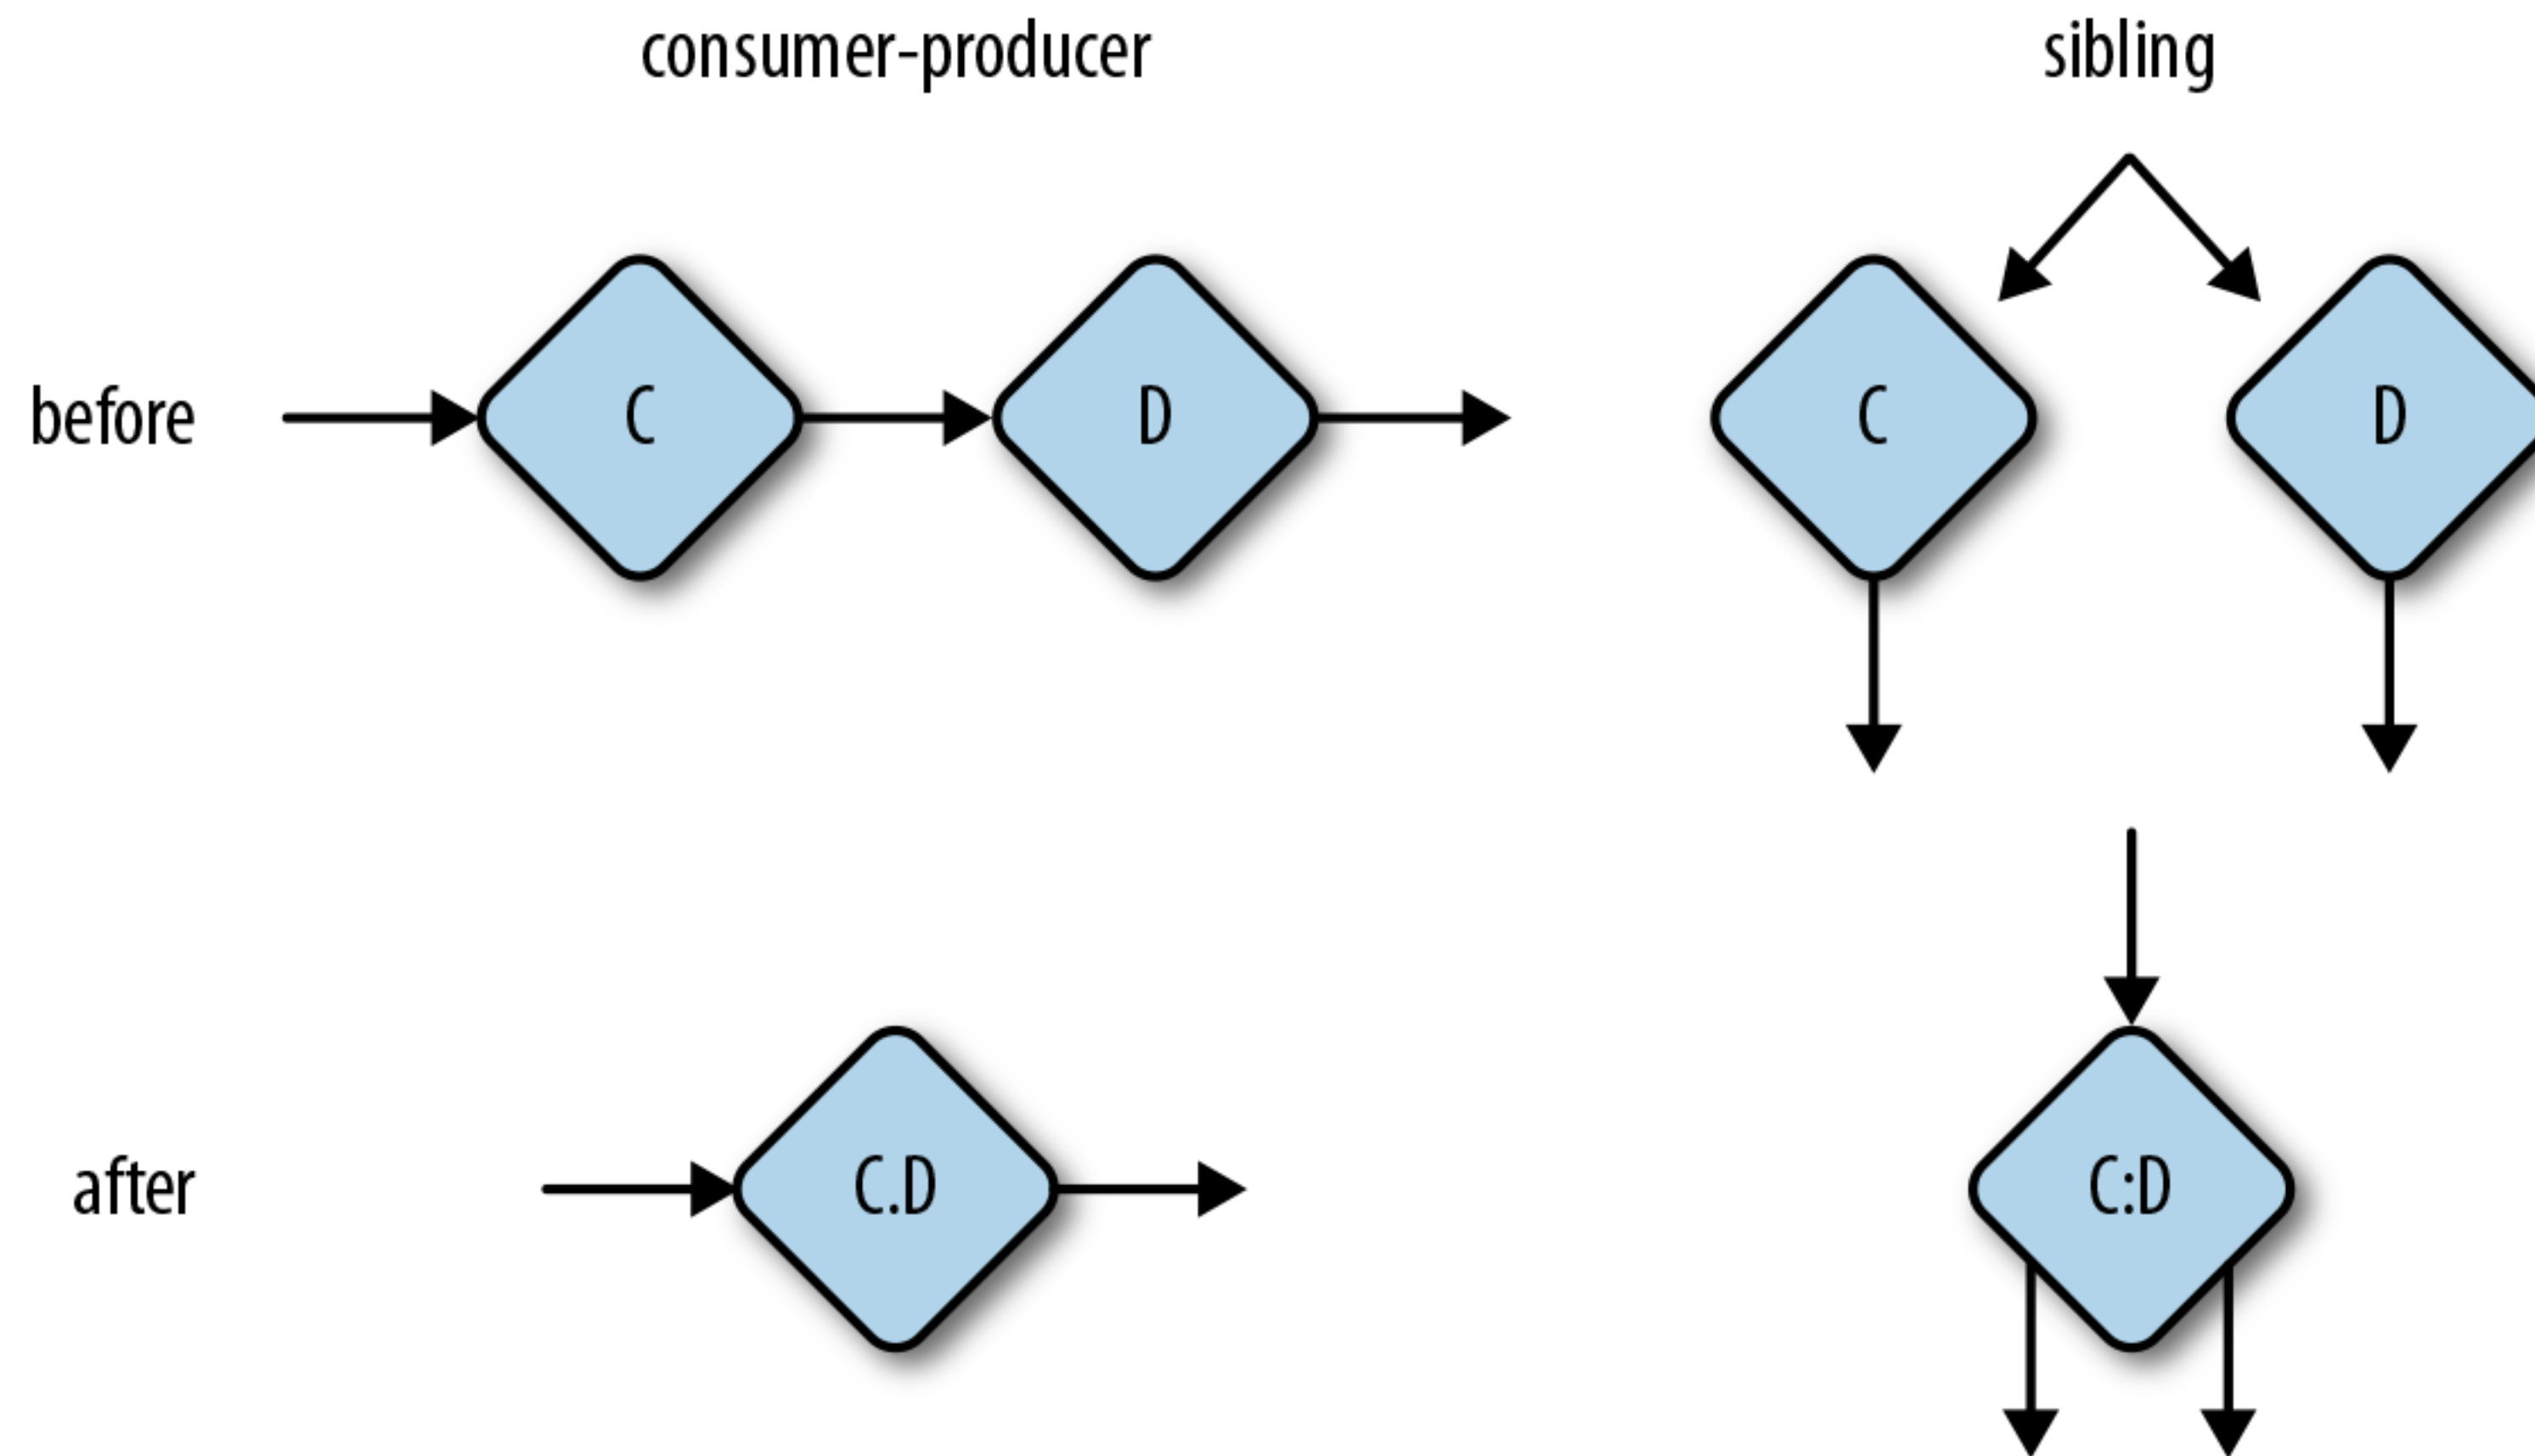 consumer-producer
sibling
before
C
D
C
D
after
C.D
C:D